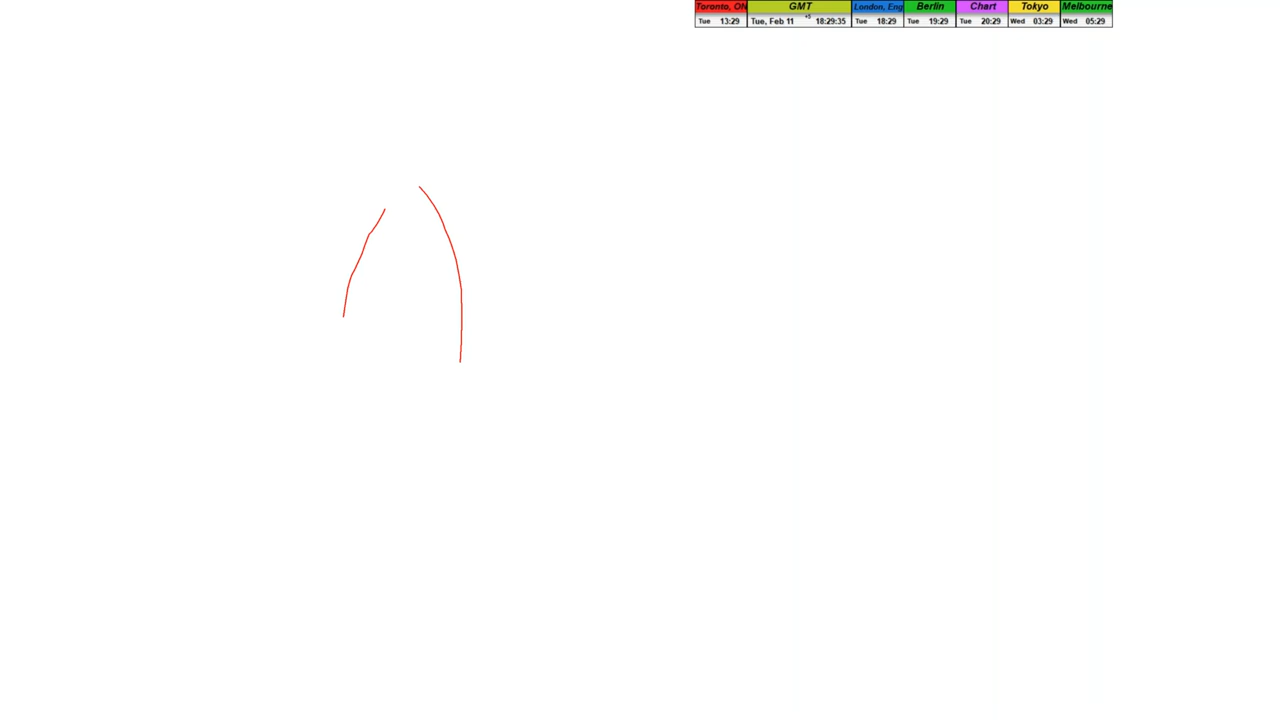 Toronto, ON GMT London, Eng Berlin Chart Tokyo Melbourne
Tue 13:29 Tue, Feb 11 +5 18:29:35 Tue 18:29 Tue 19:29 Tue 20:29 Wed 03:29 Wed 05:29